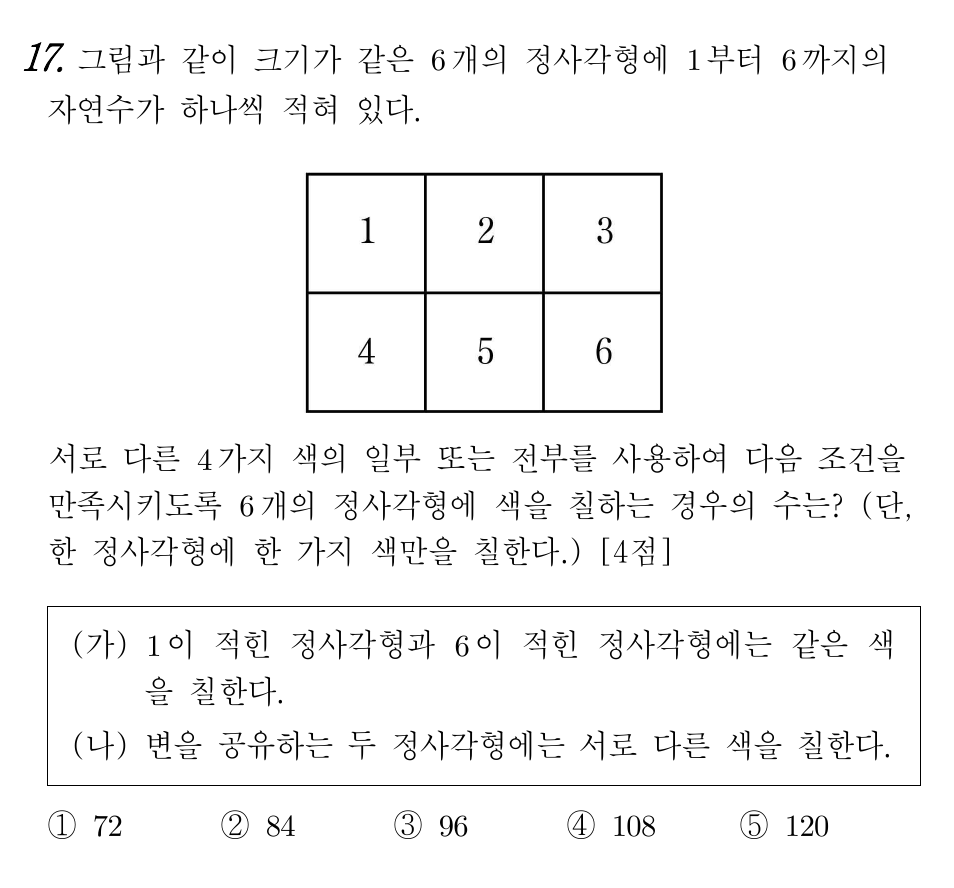 17. 그림과 같이 크기가 같은 6개의 정사각형에 1부터 6까지의
자연수가 하나씩 적혀 있다.
1 2 3
4 5 6
서로 다른 4가지 색의 일부 또는 전부를 사용하여 다음 조건을
만족시키도록 6개의 정사각형에 색을 칠하는 경우의 수는? (단,
한 정사각형에 한 가지 색만을 칠한다.) [4점]
(가) 1이 적힌 정사각형과 6이 적힌 정사각형에는 같은 색
을 칠한다.
(나) 변을 공유하는 두 정사각형에는 서로 다른 색을 칠한다.
① 72 ② 84 ③ 96 ④ 108 ⑤ 120